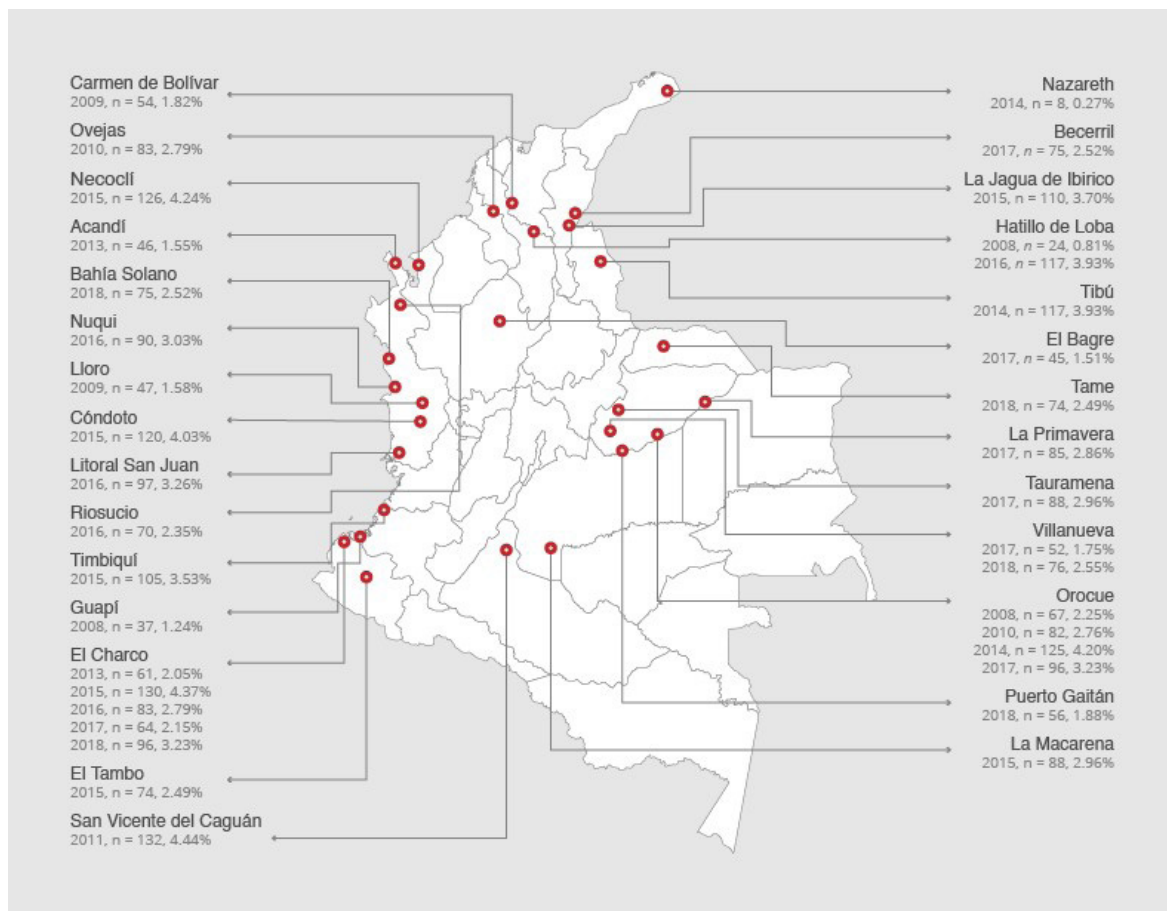 Carmen de Bolívar
2009, n = 54, 1.82%
Ovejas
2010, n = 83, 2.79%
Necoclí
2015, n = 126, 4.24%
Acandí
2013, n = 46, 1.55%
Bahía Solano
2018, n = 75, 2.52%
Nuqui
2016, n = 90, 3.03%
Lloro
2009, n = 47, 1.58%
Cóndoto
2015, n = 120, 4.03%
Litoral San Juan
2016, n = 97, 3.26%
Riosucio
2016, n = 70, 2.35%
Timbiquí
2015, n = 105, 3.53%
Guapí
2008, n = 37, 1.24%
El Charco
2013, n = 61, 2.05%
2015, n = 130, 4.37%
2016, n = 83, 2.79%
2017, n = 64, 2.15%
2018, n = 96, 3.23%
El Tambo
2015, n = 74, 2.49%
San Vicente del Caguán
2011, n = 132, 4.44%
Nazareth
2014, n = 8, 0.27%
Becerril
2017, n = 75, 2.52%
La Jagua de Ibirico
2015, n = 110, 3.70%
Hatillo de Loba
2008, n = 24, 0.81%
2016, n = 117, 3.93%
Tibú
2014, n = 117, 3.93%
El Bagre
2017, n = 45, 1.51%
Tame
2018, n = 74, 2.49%
La Primavera
2017, n = 85, 2.86%
Tauramena
2017, n = 88, 2.96%
Villanueva
2017, n = 52, 1.75%
2018, n = 76, 2.55%
Orocue
2008, n = 67, 2.25%
2010, n = 82, 2.76%
2014, n = 125, 4.20%
2017, n = 96, 3.23%
Puerto Gaitán
2018, n = 56, 1.88%
La Macarena
2015, n = 88, 2.96%